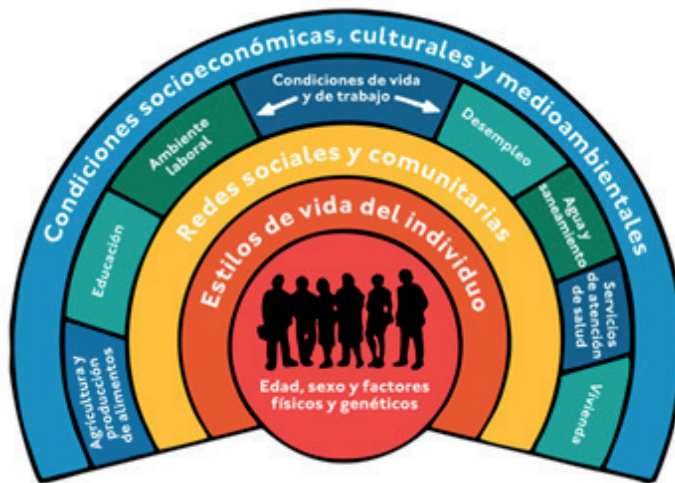 Condiciones socioeconómicas, culturales y medioambientales
Condiciones de vida
y de trabajo
Ambiente
laboral
Desempleo
Educación
Agua y
saneamiento
Agricultura y
producción
de alimentos
Servicios
de atención
de salud
Vivienda
Redes sociales y comunitarias
Estilos de vida del individuo
Edad, sexo y factores
físicos y genéticos